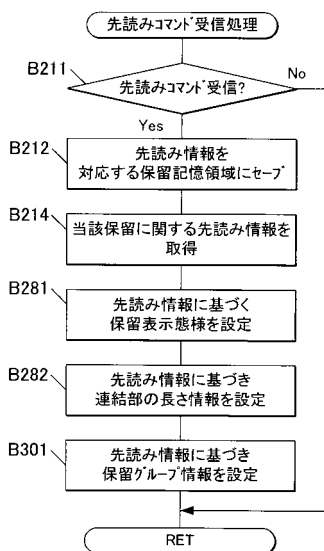 先読みコマンド受信処理
B211
先読みコマンド受信?
No
Yes
B212
先読み情報を
対応する保留記憶領域にセーブ
B214
当該保留に関する先読み情報を
取得
B281
先読み情報に基づく
保留表示態様を設定
B282
先読み情報に基づき
連結部の長さ情報を設定
B301
先読み情報に基づき
保留グループ情報を設定
RET